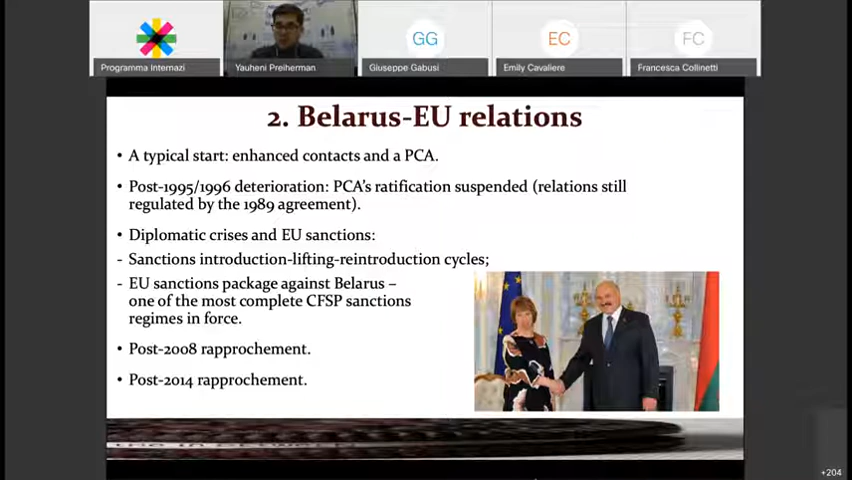 GG
EC
FC
Programma Internazi
Yauheni Preiherman
Giuseppe Gabusi
Emily Cavaliere
Francesca Collinetti
2. Belarus-EU relations
• A typical start: enhanced contacts and a PCA.
• Post-1995/1996 deterioration: PCA's ratification suspended (relations still
regulated by the 1989 agreement).
• Diplomatic crises and EU sanctions:
- Sanctions introduction-lifting-reintroduction cycles;
- EU sanctions package against Belarus –
one of the most complete CFSP sanctions
regimes in force.
• Post-2008 rapprochement.
• Post-2014 rapprochement.
+204